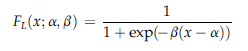 F_L(x; α, β) = 1 / (1 + exp(−β(x − α)))